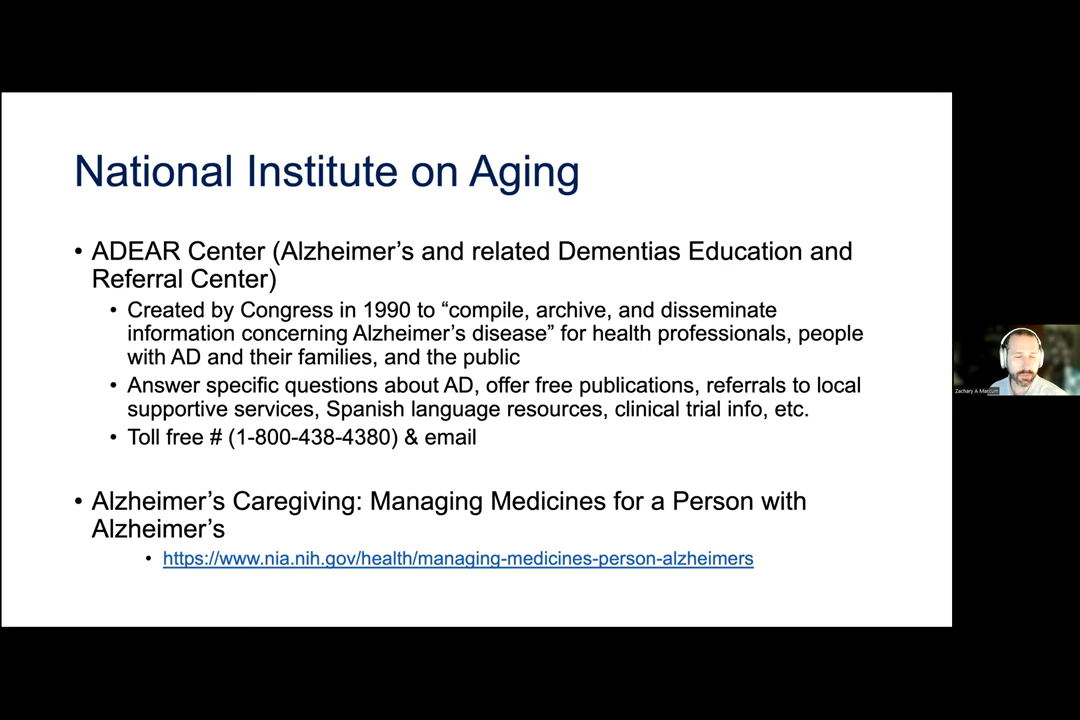 National Institute on Aging
• ADEAR Center (Alzheimer’s and related Dementias Education and
Referral Center)
• Created by Congress in 1990 to “compile, archive, and disseminate
information concerning Alzheimer’s disease” for health professionals, people
with AD and their families, and the public
• Answer specific questions about AD, offer free publications, referrals to local
supportive services, Spanish language resources, clinical trial info, etc.
• Toll free # (1-800-438-4380) & email
• Alzheimer’s Caregiving: Managing Medicines for a Person with
Alzheimer’s
• https://www.nia.nih.gov/health/managing-medicines-person-alzheimers
Zachary A Marcum